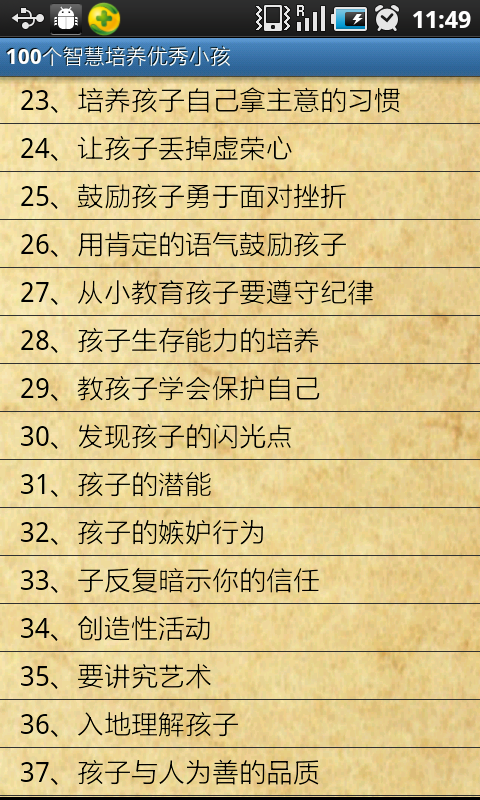 R
11:49
100个智慧培养优秀小孩
23、培养孩子自己拿主意的习惯
24、让孩子丢掉虚荣心
25、鼓励孩子勇于面对挫折
26、用肯定的语气鼓励孩子
27、从小教育孩子要遵守纪律
28、孩子生存能力的培养
29、教孩子学会保护自己
30、发现孩子的闪光点
31、孩子的潜能
32、孩子的嫉妒行为
33、子反复暗示你的信任
34、创造性活动
35、要讲究艺术
36、入地理解孩子
37、孩子与人为善的品质